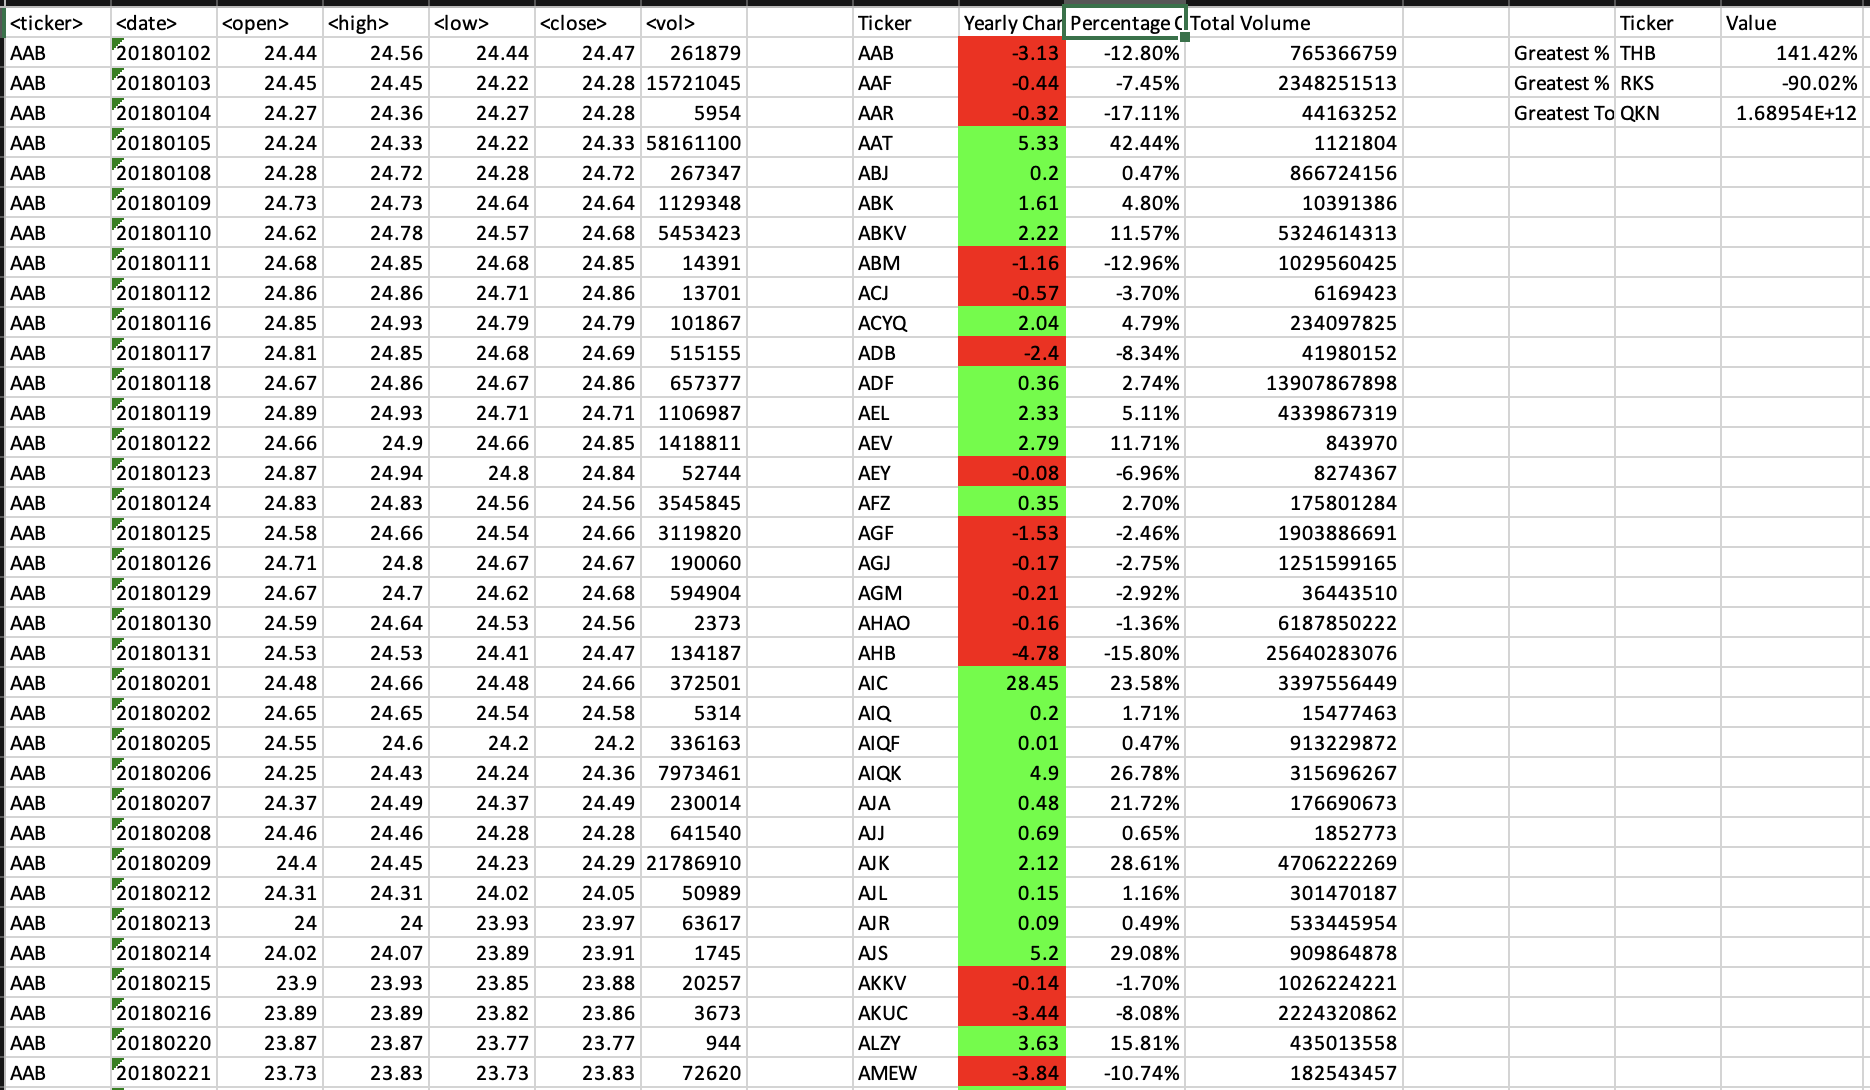 <ticker> <date> <open> <high> <low> <close> <vol> Ticker Yearly Char Percentage C Total Volume Ticker Value
AAB 20180102 24.44 24.56 24.44 24.47 261879 AAB -3.13 -12.80% 765366759 Greatest % THB 141.42%
AAB 20180103 24.45 24.45 24.22 24.28 15721045 AAF -0.44 -7.45% 2348251513 Greatest % RKS -90.02%
AAB 20180104 24.27 24.36 24.27 24.28 5954 AAR -0.32 -17.11% 44163252 Greatest To QKN 1.68954E+12
AAB 20180105 24.24 24.33 24.22 24.33 58161100 AAT 5.33 42.44% 1121804
AAB 20180108 24.28 24.72 24.28 24.72 267347 ABJ 0.2 0.47% 866724156
AAB 20180109 24.73 24.73 24.64 24.64 1129348 ABK 1.61 4.80% 10391386
AAB 20180110 24.62 24.78 24.57 24.68 5453423 ABKV 2.22 11.57% 5324614313
AAB 20180111 24.68 24.85 24.68 24.85 14391 ABM -1.16 -12.96% 1029560425
AAB 20180112 24.86 24.86 24.71 24.86 13701 ACJ -0.57 -3.70% 6169423
AAB 20180116 24.85 24.93 24.79 24.79 101867 ACYQ 2.04 4.79% 234097825
AAB 20180117 24.81 24.85 24.68 24.69 515155 ADB -2.4 -8.34% 41980152
AAB 20180118 24.67 24.86 24.67 24.86 657377 ADF 0.36 2.74% 13907867898
AAB 20180119 24.89 24.93 24.71 24.71 1106987 AEL 2.33 5.11% 4339867319
AAB 20180122 24.66 24.9 24.66 24.85 1418811 AEV 2.79 11.71% 843970
AAB 20180123 24.87 24.94 24.8 24.84 52744 AEY -0.08 -6.96% 8274367
AAB 20180124 24.83 24.83 24.56 24.56 3545845 AFZ 0.35 2.70% 175801284
AAB 20180125 24.58 24.66 24.54 24.66 3119820 AGF -1.53 -2.46% 1903886691
AAB 20180126 24.71 24.8 24.67 24.67 190060 AGJ -0.17 -2.75% 1251599165
AAB 20180129 24.67 24.7 24.62 24.68 594904 AGM -0.21 -2.92% 36443510
AAB 20180130 24.59 24.64 24.53 24.56 2373 AHAO -0.16 -1.36% 6187850222
AAB 20180131 24.53 24.53 24.41 24.47 134187 AHB -4.78 -15.80% 25640283076
AAB 20180201 24.48 24.66 24.48 24.66 372501 AIC 28.45 23.58% 3397556449
AAB 20180202 24.65 24.65 24.54 24.58 5314 AIQ 0.2 1.71% 15477463
AAB 20180205 24.55 24.6 24.2 24.2 336163 AIQF 0.01 0.47% 913229872
AAB 20180206 24.25 24.43 24.24 24.36 7973461 AIQK 4.9 26.78% 315696267
AAB 20180207 24.37 24.49 24.37 24.49 230014 AJA 0.48 21.72% 176690673
AAB 20180208 24.46 24.46 24.28 24.28 641540 AJJ 0.69 0.65% 1852773
AAB 20180209 24.4 24.45 24.23 24.29 21786910 AJK 2.12 28.61% 4706222269
AAB 20180212 24.31 24.31 24.02 24.05 50989 AJL 0.15 1.16% 301470187
AAB 20180213 24 24 23.93 23.97 63617 AJR 0.09 0.49% 533445954
AAB 20180214 24.02 24.07 23.89 23.91 1745 AJS 5.2 29.08% 909864878
AAB 20180215 23.9 23.93 23.85 23.88 20257 AKKV -0.14 -1.70% 1026224221
AAB 20180216 23.89 23.89 23.82 23.86 3673 AKUC -3.44 -8.08% 2224320862
AAB 20180220 23.87 23.87 23.77 23.77 944 ALZY 3.63 15.81% 435013558
AAB 20180221 23.73 23.83 23.73 23.83 72620 AMEW -3.84 -10.74% 182543457